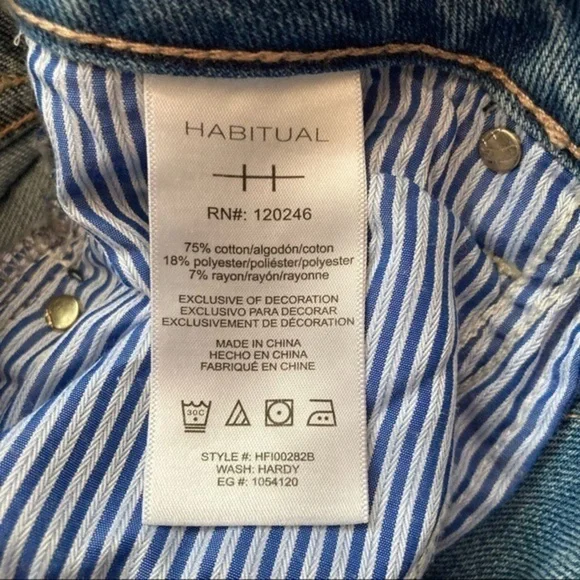 HABITUAL
H
RN#: 120246
75% cotton/algodón/coton
18% polyester/poliéster/polyester
7% rayon/rayón/rayonne
EXCLUSIVE OF DECORATION
EXCLUSIVO PARA DECORAR
EXCLUSIVEMENT DE DÉCORATION
MADE IN CHINA
HECHO EN CHINA
FABRIQUÉ EN CHINE
30C
STYLE #: HFI00282B
WASH: HARDY
EG #: 1054120